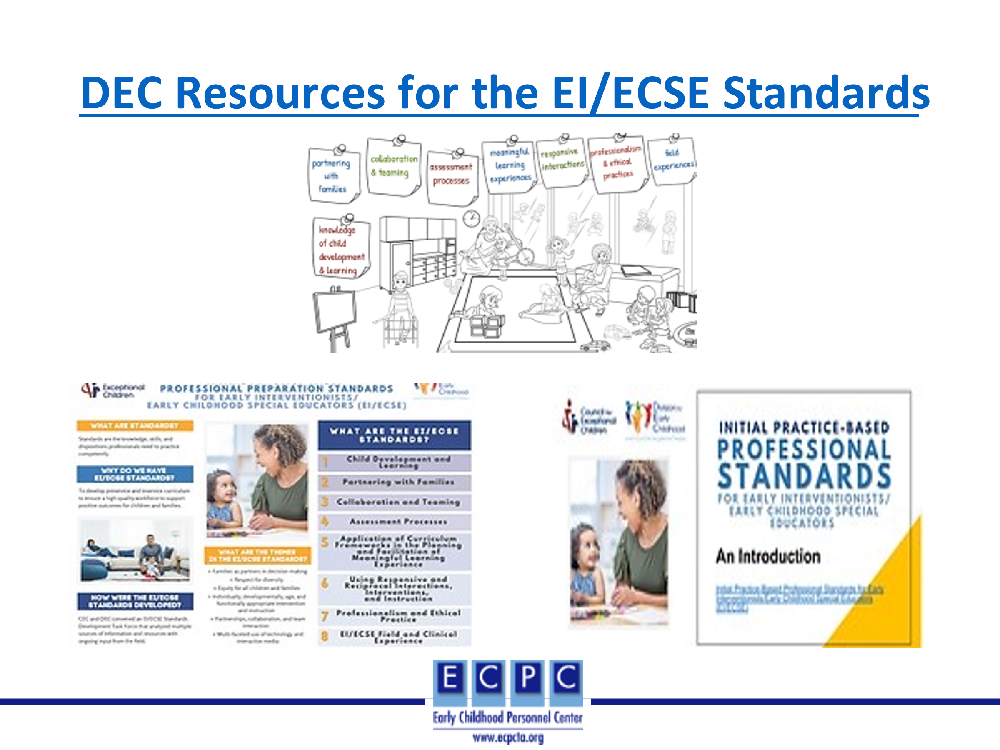 DEC Resources for the EI/ECSE Standards
partnering
with
families
collaboration
& teaming
assessment
processes
meaningful
learning
experiences
responsive
interactions
professionalism
& ethical
practices
field
experiences
knowledge
of child
development
& learning
Exceptional
Children
PROFESSIONAL PREPARATION STANDARDS
FOR EARLY INTERVENTIONISTS/
EARLY CHILDHOOD SPECIAL EDUCATORS (EI/ECSE)
Early
Childhood
WHAT ARE STANDARDS?
Standards are the knowledge, skills, and
dispositions professionals need to practice
competently.
WHY DO WE HAVE
EI/ECSE STANDARDS?
To develop preservice and inservice curriculum
to ensure a high quality workforce to support
positive outcomes for children and families.
HOW WERE THE EI/ECSE
STANDARDS DEVELOPED?
CEC and DEC convened an EI/ECSE Standards
Development Task Force that analyzed multiple
sources of information and resources with
ongoing input from the field.
WHAT ARE THE THEMES
IN THE EI/ECSE STANDARDS?
• Families as partners in decision-making
• Respect for diversity
• Equity for all children and families
• Individually, developmentally, age, and
functionally appropriate intervention
and instruction
• Partnerships, collaboration, and team
interaction
• Multi-faceted use of technology and
interactive media
WHAT ARE THE EI/ECSE
STANDARDS?
1 Child Development and
Learning
2 Partnering with Families
3 Collaboration and Teaming
4 Assessment Processes
5 Application of Curriculum
Frameworks in the Planning
and Facilitation of
Meaningful Learning
Experience
6 Using Responsive and
Reciprocal Interactions,
Interventions,
and Instruction
7 Professionalism and Ethical
Practice
8 EI/ECSE Field and Clinical
Experience
Council for
Exceptional
Children
Division for
Early
Childhood
INITIAL PRACTICE-BASED
PROFESSIONAL
STANDARDS
FOR EARLY INTERVENTIONISTS/
EARLY CHILDHOOD SPECIAL
EDUCATORS
An Introduction
Initial Practice-Based Professional Standards for Early
Interventionists/Early Childhood Special Educators
(EI/ECSE)
E C P C
Early Childhood Personnel Center
www.ecpcta.org